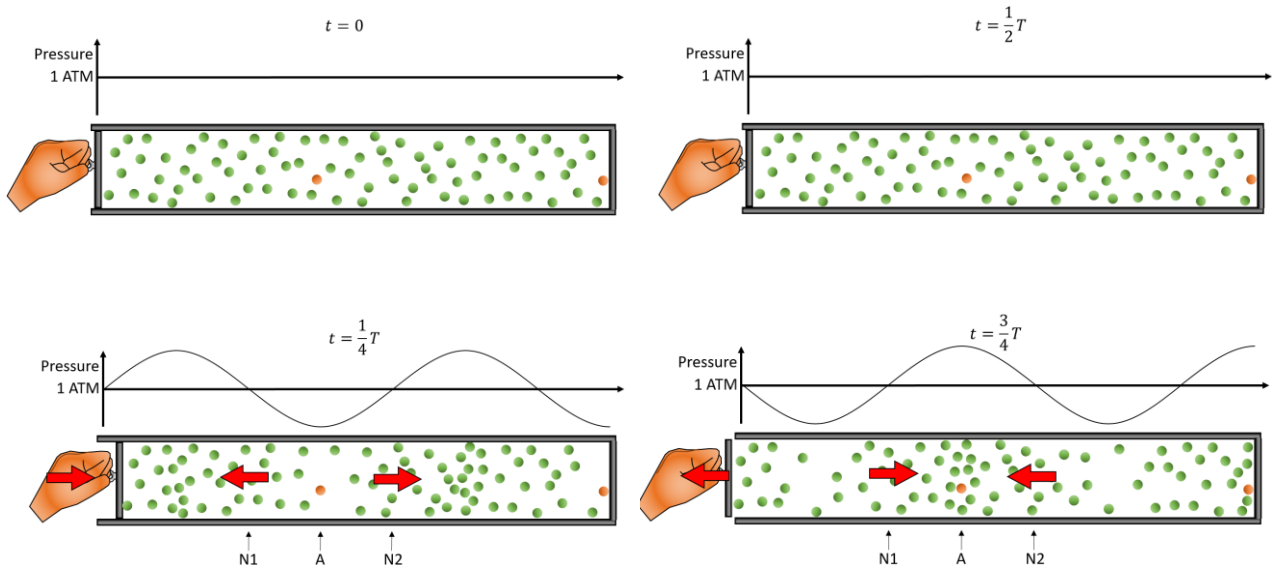 t = 0
Pressure
1 ATM
t = 1/2 T
Pressure
1 ATM
t = 1/4 T
Pressure
1 ATM
N1 A N2
t = 3/4 T
Pressure
1 ATM
N1 A N2